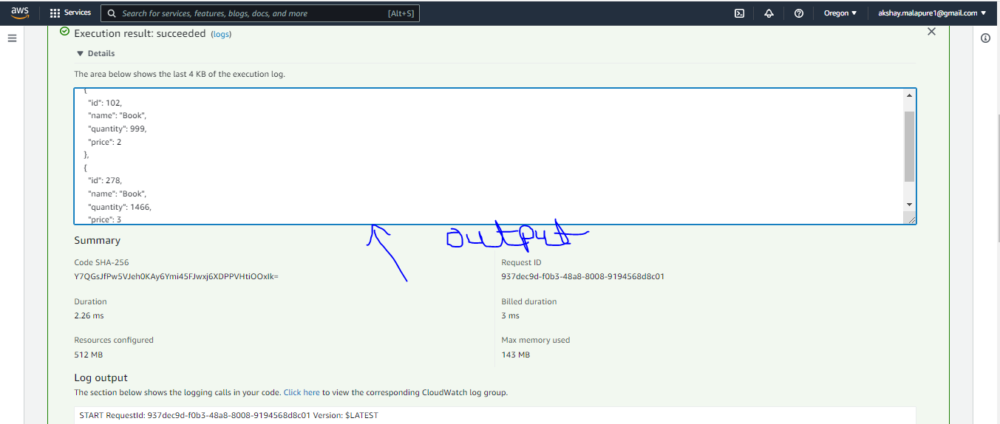 aws Services Search for services, features, blogs, docs, and more [Alt+S] Oregon ▼ akshay.malapure1@gmail.com ▼
Execution result: succeeded (logs)
▼ Details
The area below shows the last 4 KB of the execution log.
{
"id": 102,
"name": "Book",
"quantity": 999,
"price": 2
},
{
"id": 278,
"name": "Book",
"quantity": 1466,
"price": 3
output
Summary
Code SHA-256
Request ID
Y7QGsJfPw5VJeh0KAy6Ymi45FJwxj6XDPPVHtiOOxIk=
937dec9d-f0b3-48a8-8008-9194568d8c01
Duration
Billed duration
2.26 ms
3 ms
Resources configured
Max memory used
512 MB
143 MB
Log output
The section below shows the logging calls in your code. Click here to view the corresponding CloudWatch log group.
START RequestId: 937dec9d-f0b3-48a8-8008-9194568d8c01 Version: $LATEST